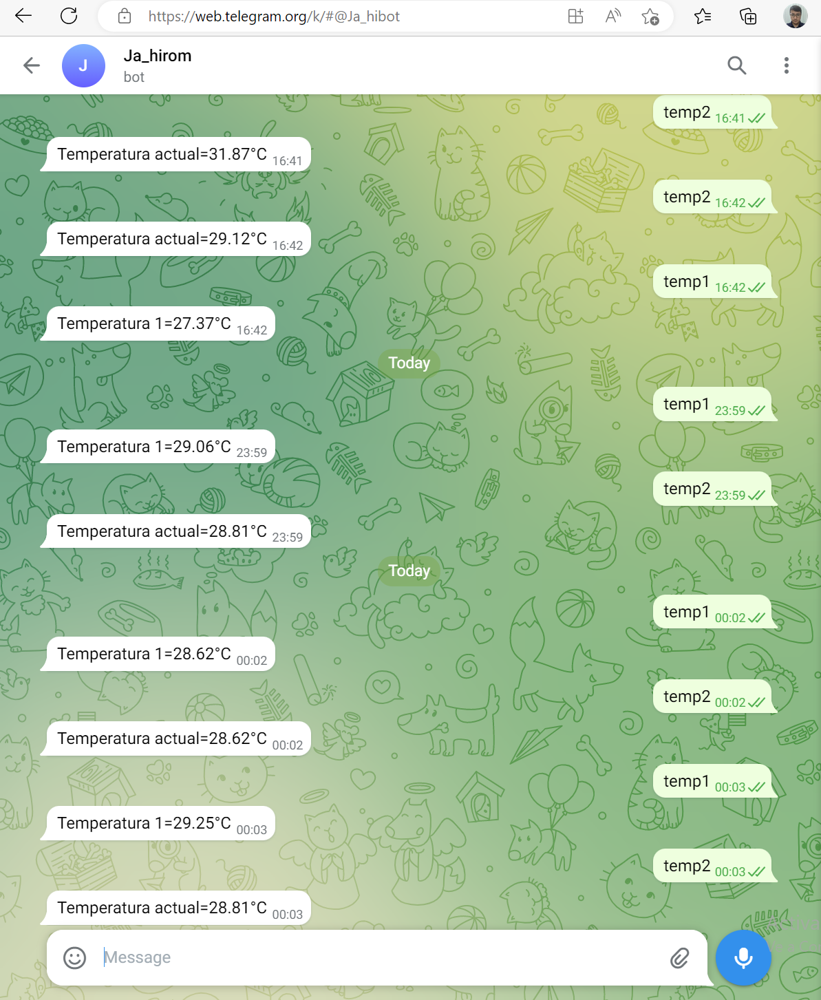 https://web.telegram.org/k/#@Ja_hibot
J
Ja_hirom
bot
temp2 16:41
Temperatura actual=31.87°C 16:41
temp2 16:42
Temperatura actual=29.12°C 16:42
temp1 16:42
Temperatura 1=27.37°C 16:42
Today
temp1 23:59
Temperatura 1=29.06°C 23:59
temp2 23:59
Temperatura actual=28.81°C 23:59
Today
temp1 00:02
Temperatura 1=28.62°C 00:02
temp2 00:02
Temperatura actual=28.62°C 00:02
temp1 00:03
Temperatura 1=29.25°C 00:03
temp2 00:03
Temperatura actual=28.81°C 00:03
Message